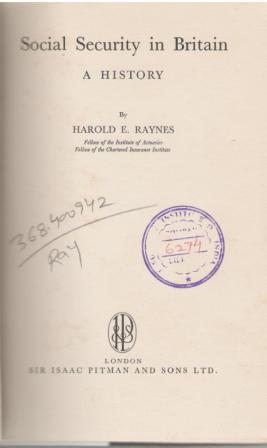 Social Security in Britain
A HISTORY
By
HAROLD E. RAYNES
Fellow of the Institute of Actuaries
Fellow of the Chartered Insurance Institute
368.400942
Ray
6274
LONDON
SIR ISAAC PITMAN AND SONS LTD.